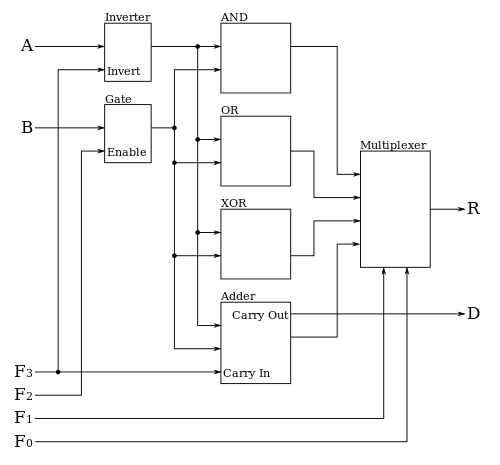 Inverter
AND
A
Invert
Gate
OR
B
Enable
Multiplexer
XOR
R
Adder
Carry Out
D
F3
Carry In
F2
F1
F0